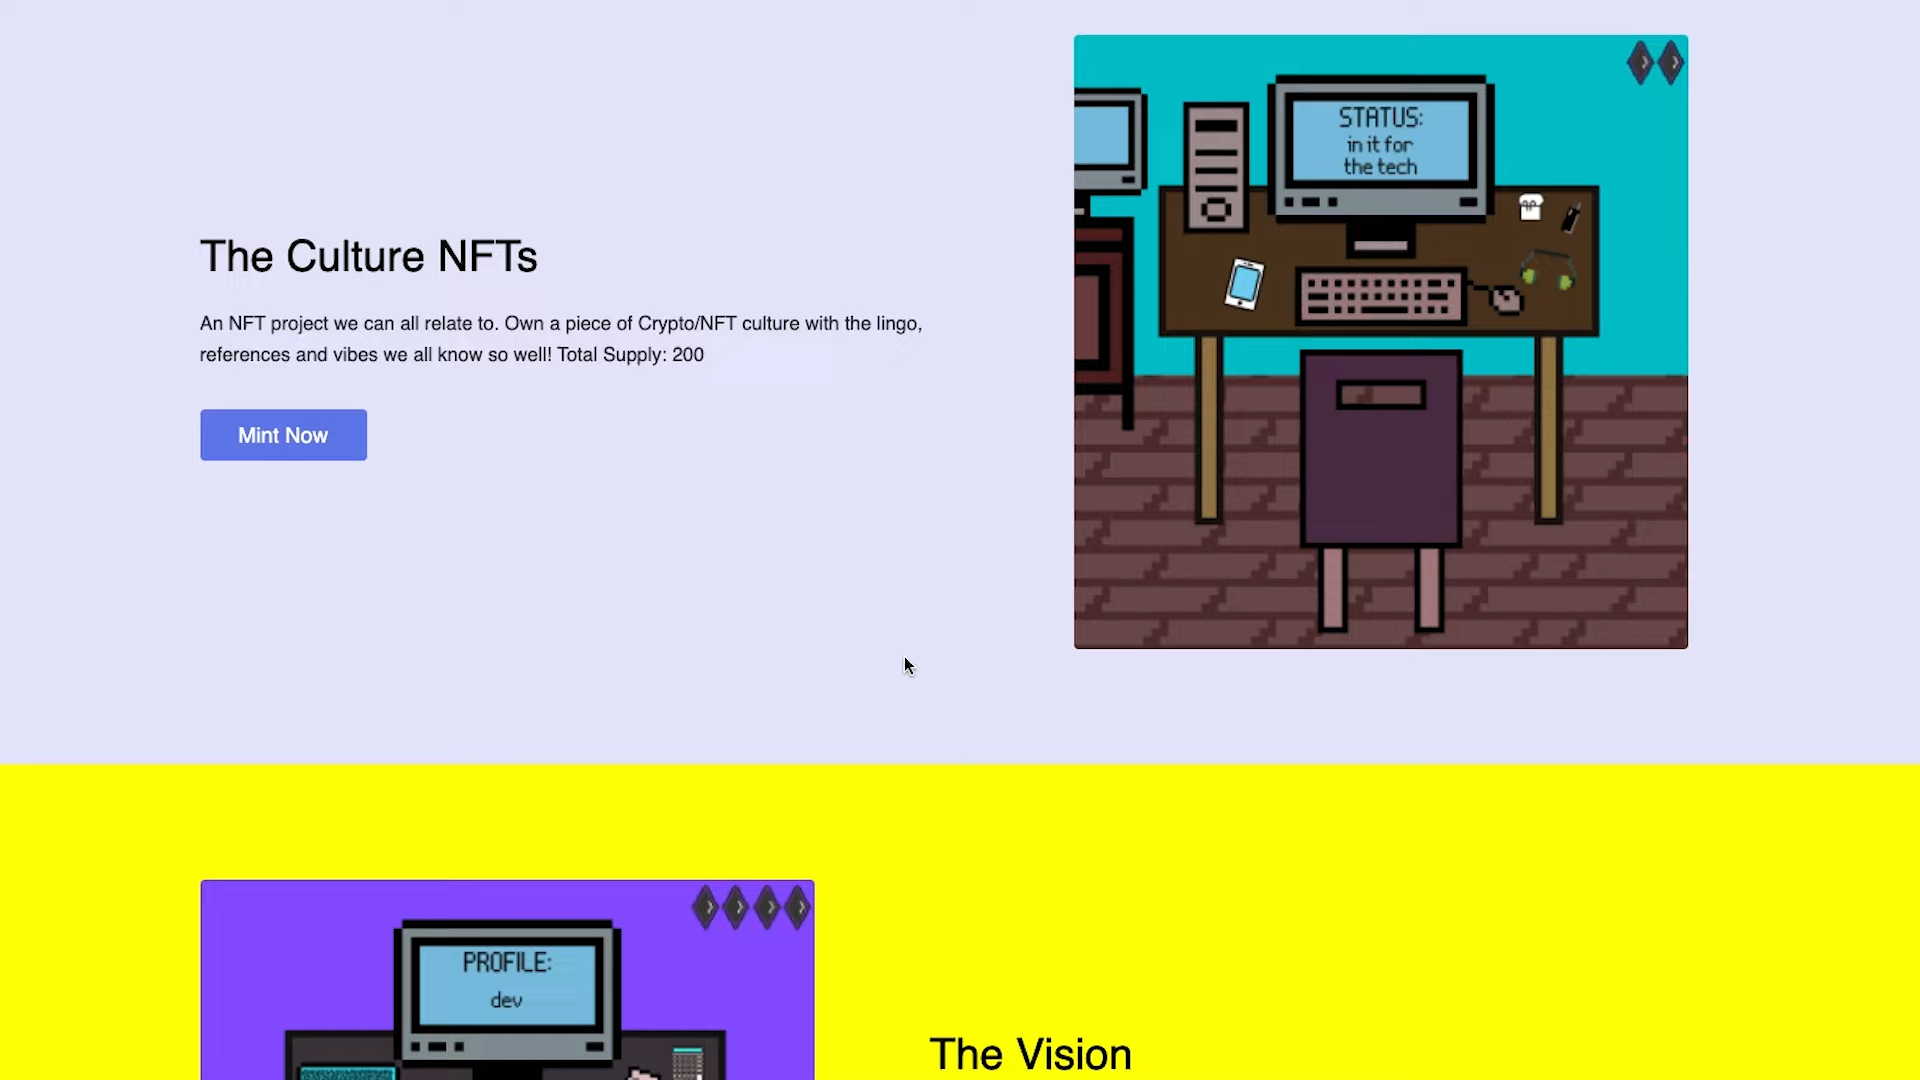 The Culture NFTs
An NFT project we can all relate to. Own a piece of Crypto/NFT culture with the lingo,
references and vibes we all know so well! Total Supply: 200
Mint Now
STATUS:
in it for
the tech
PROFILE:
dev
The Vision